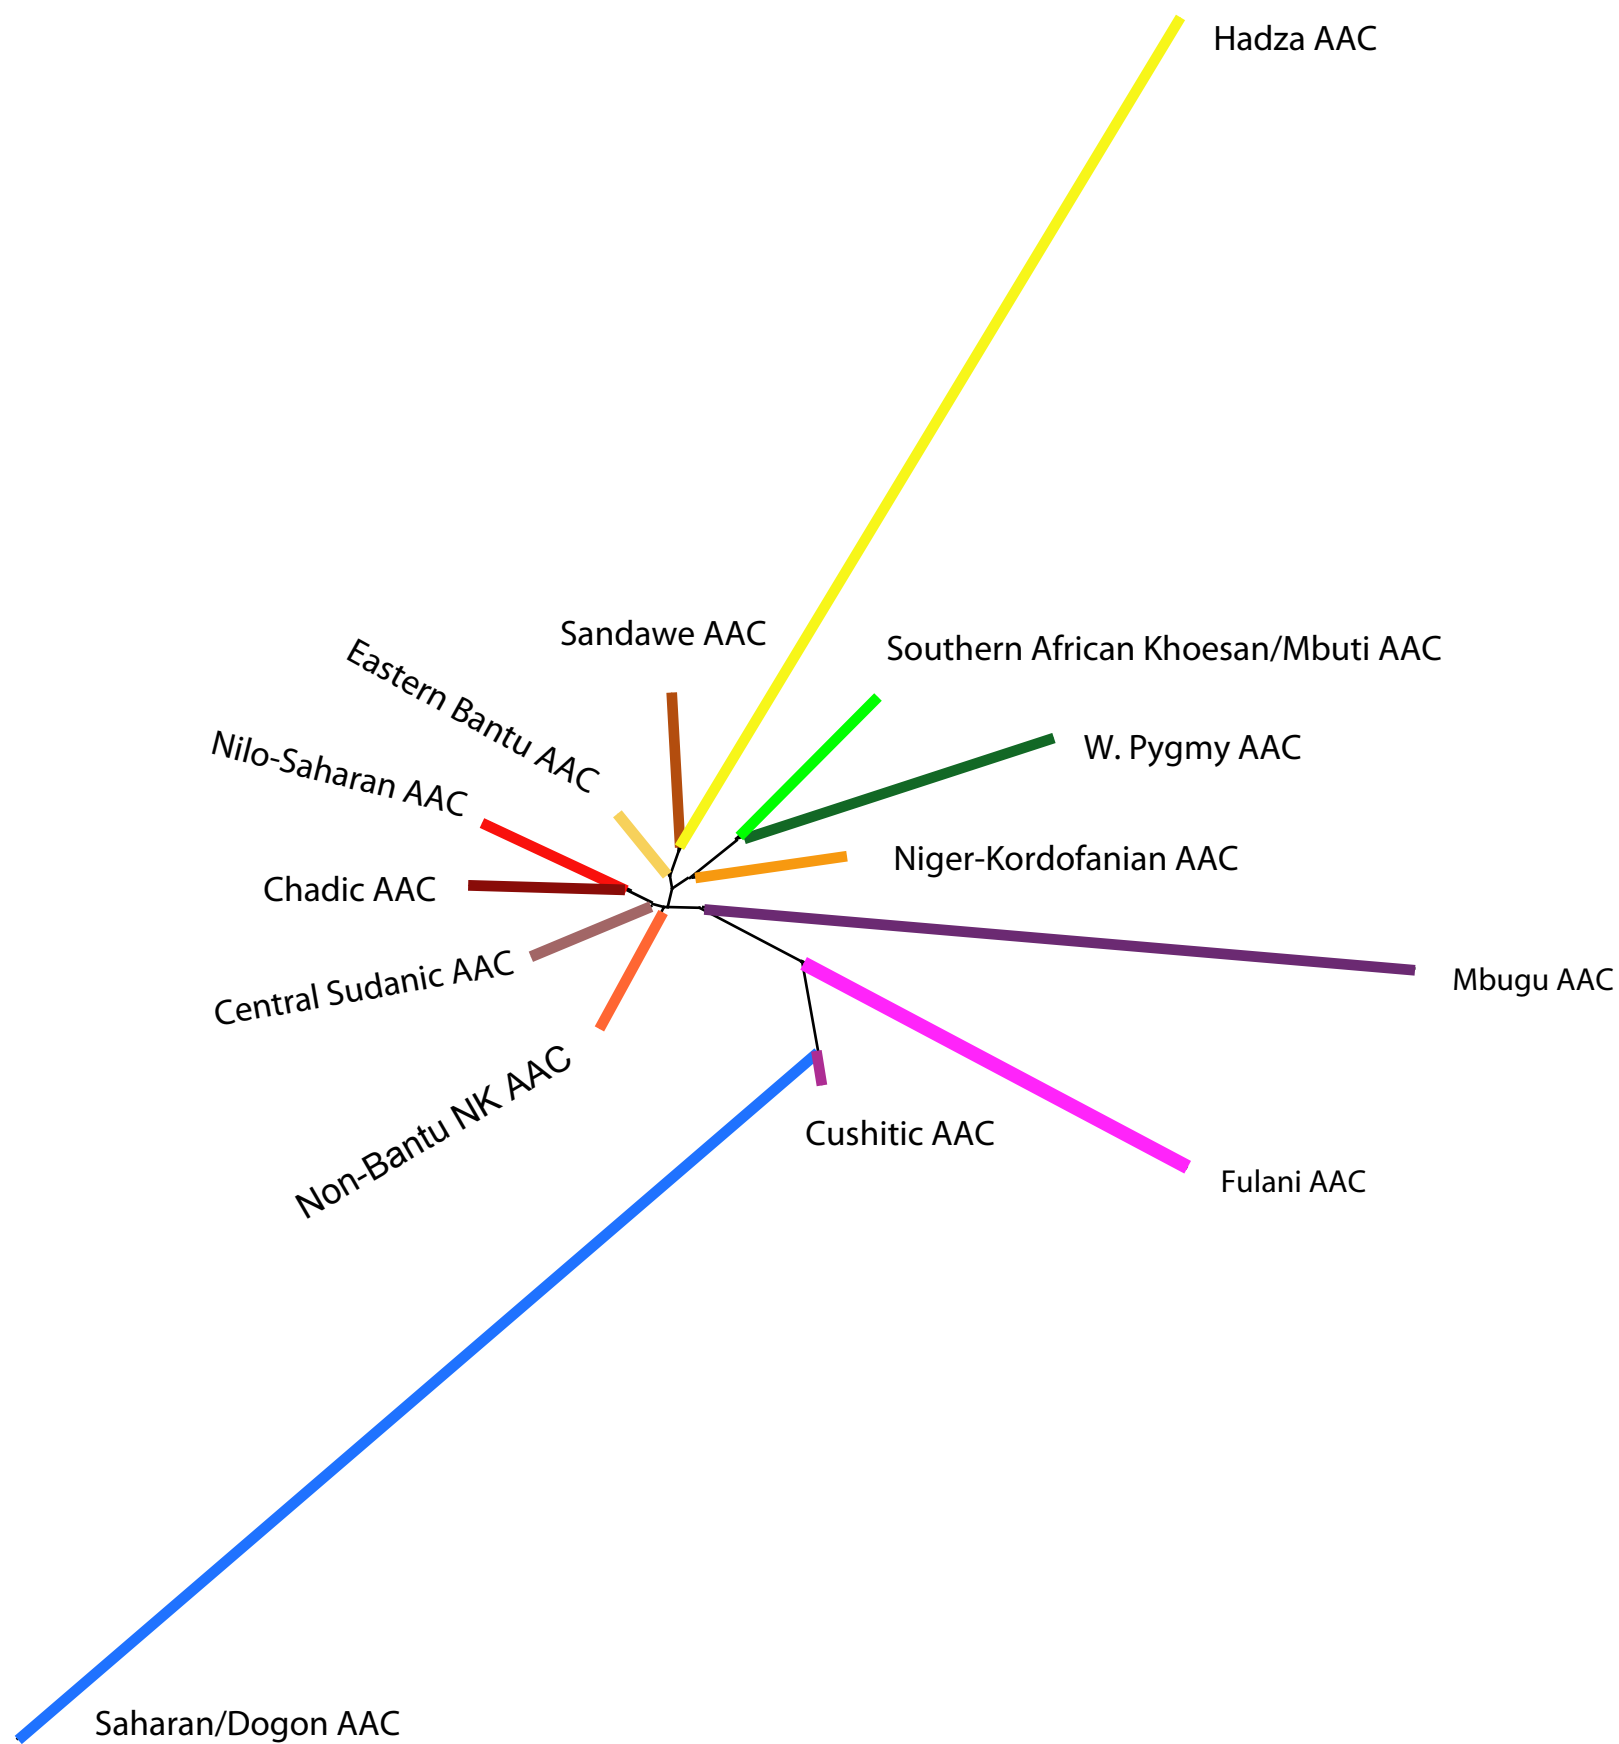 Hadza AAC
Sandawe AAC
Southern African Khoesan/Mbuti AAC
Eastern Bantu AAC
W. Pygmy AAC
Nilo-Saharan AAC
Niger-Kordofanian AAC
Chadic AAC
Central Sudanic AAC
Mbugu AAC
Non-Bantu NK AAC
Cushitic AAC
Fulani AAC
Saharan/Dogon AAC